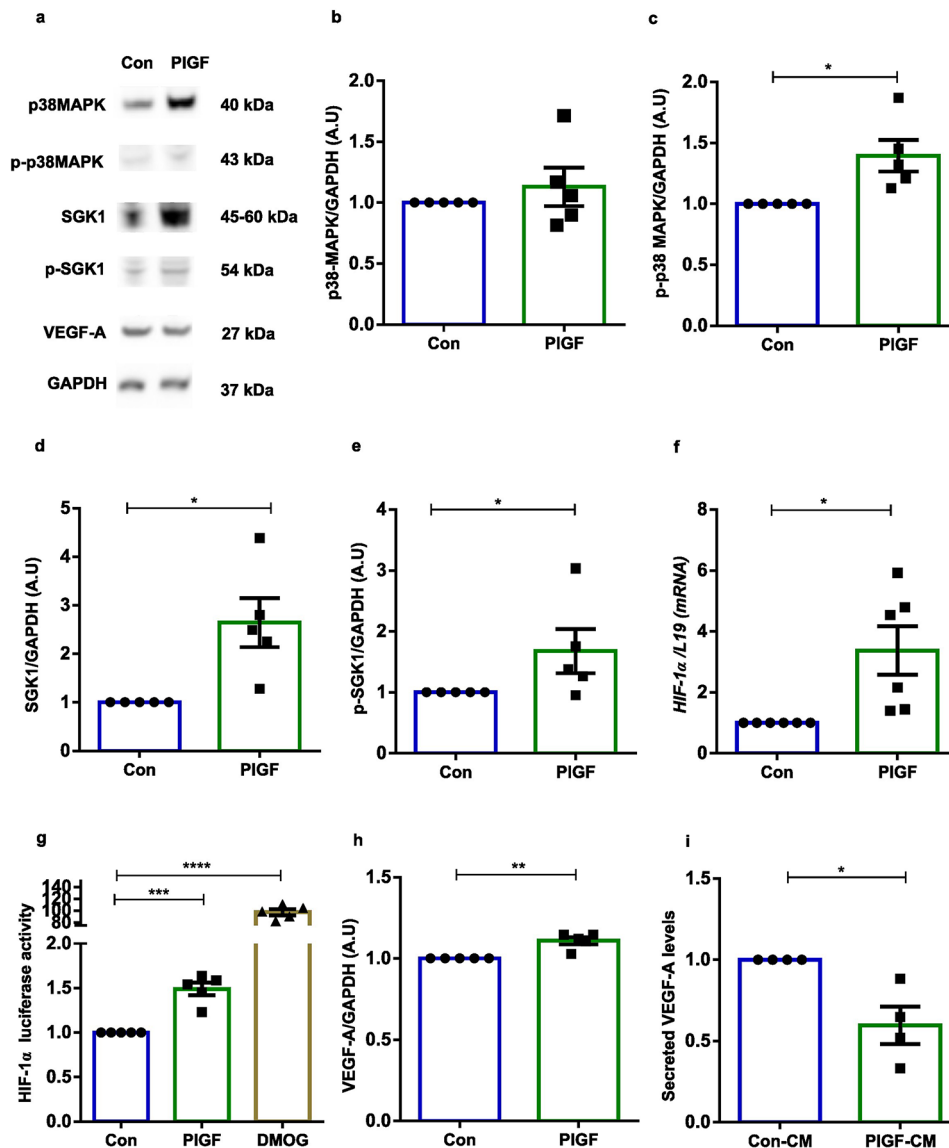 a
Con PlGF
p38MAPK 40 kDa
p-p38MAPK 43 kDa
SGK1 45-60 kDa
p-SGK1 54 kDa
VEGF-A 27 kDa
GAPDH 37 kDa
b
p38-MAPK/GAPDH (A.U)
2.0
1.5
1.0
0.5
0.0
Con PlGF
c
*
p-p38 MAPK/GAPDH (A.U)
2.0
1.5
1.0
0.5
0.0
Con PlGF
d
*
SGK1/GAPDH (A.U)
5
4
3
2
1
0
Con PlGF
e
*
p-SGK1/GAPDH (A.U)
4
3
2
1
0
Con PlGF
f
*
HIF-1α /L19 (mRNA)
8
6
4
2
0
Con PlGF
g
****
***
HIF-1α luciferase activity
140
120
100
80
2.0
1.5
1.0
0.5
0.0
Con PlGF DMOG
h
**
VEGF-A/GAPDH (A.U)
1.5
1.0
0.5
0.0
Con PlGF
i
*
Secreted VEGF-A levels
1.5
1.0
0.5
0.0
Con-CM PlGF-CM